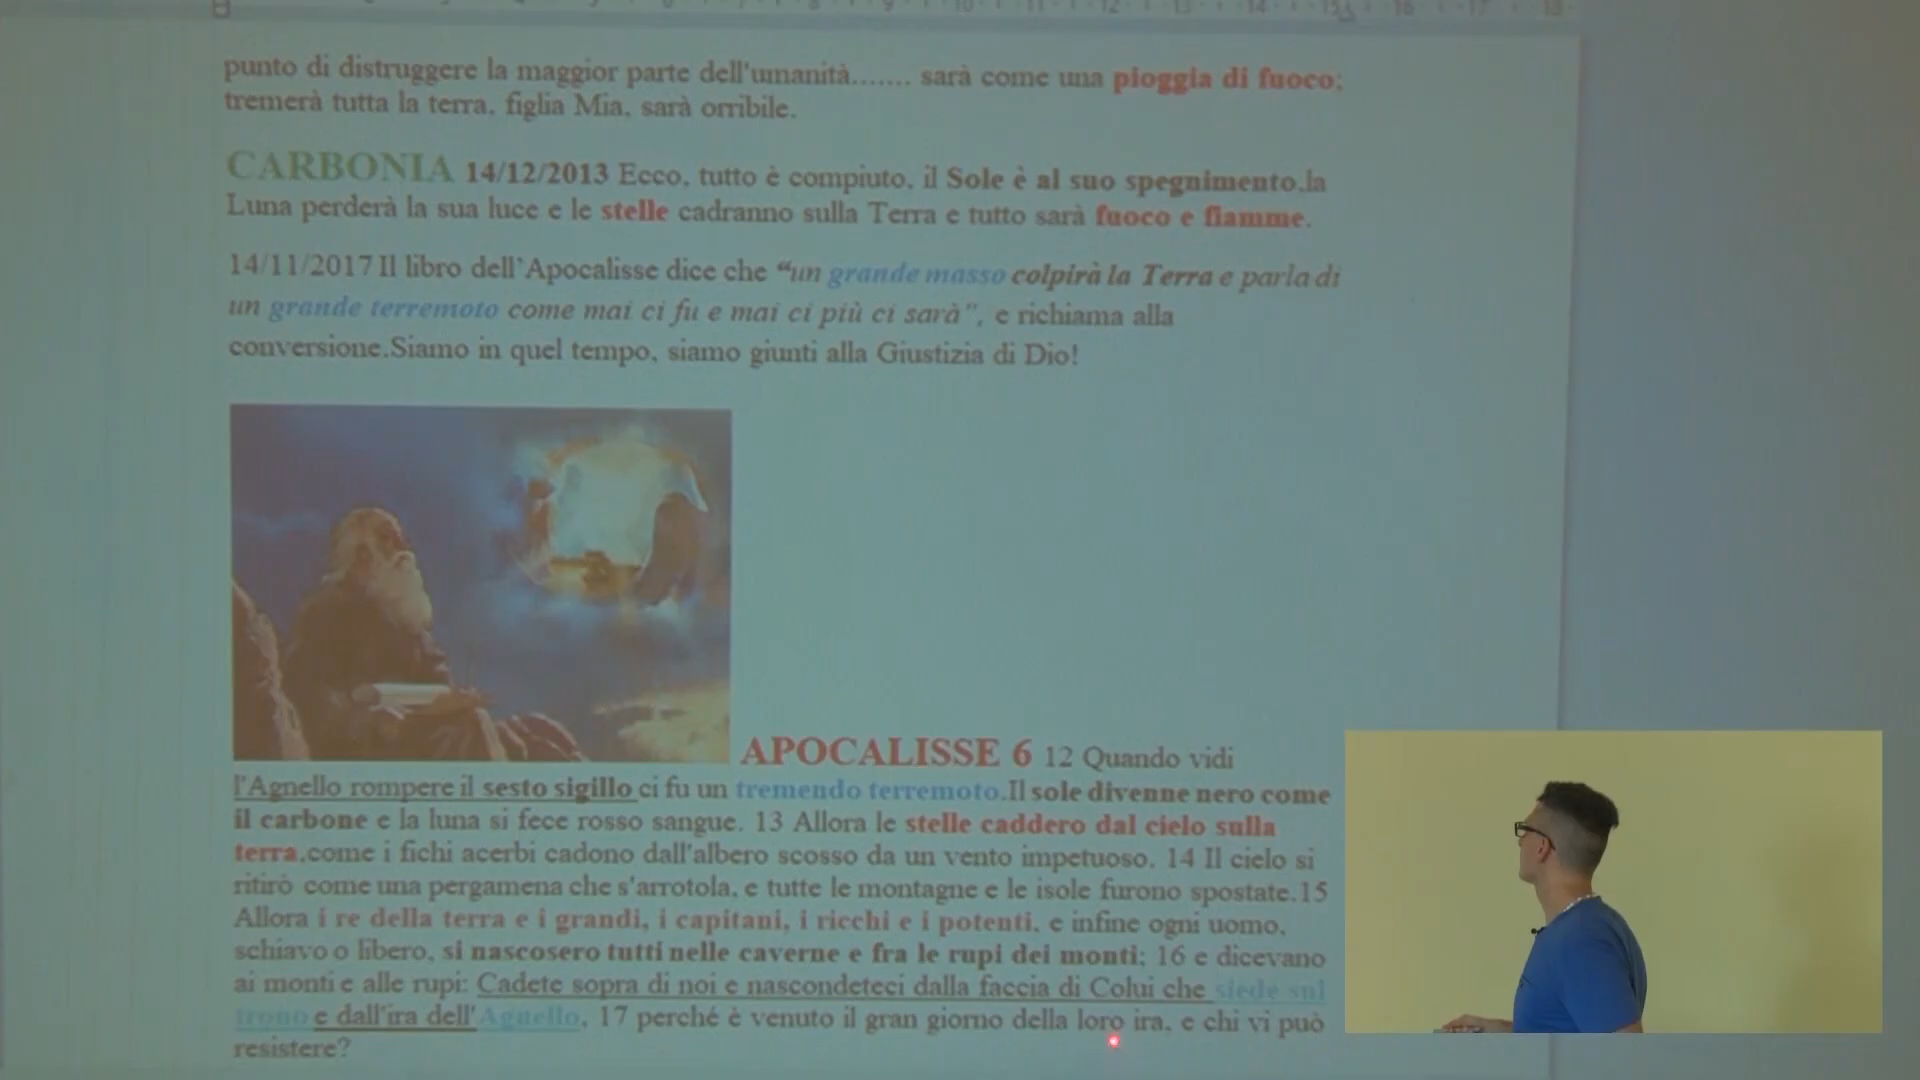 punto di distruggere la maggior parte dell'umanità....... sarà come una pioggia di fuoco;
tremerà tutta la terra, figlia Mia, sarà orribile.
CARBONIA 14/12/2013 Ecco, tutto è compiuto, il Sole è al suo spegnimento,la
Luna perderà la sua luce e le stelle cadranno sulla Terra e tutto sarà fuoco e fiamme.
14/11/2017 Il libro dell'Apocalisse dice che “un grande masso colpirà la Terra e parla di
un grande terremoto come mai ci fu e mai ci più ci sarà”, e richiama alla
conversione.Siamo in quel tempo, siamo giunti alla Giustizia di Dio!
APOCALISSE 6 12 Quando vidi
l'Agnello rompere il sesto sigillo ci fu un tremendo terremoto.Il sole divenne nero come
il carbone e la luna si fece rosso sangue. 13 Allora le stelle caddero dal cielo sulla
terra,come i fichi acerbi cadono dall'albero scosso da un vento impetuoso. 14 Il cielo si
ritirò come una pergamena che s'arrotola, e tutte le montagne e le isole furono spostate.15
Allora i re della terra e i grandi, i capitani, i ricchi e i potenti, e infine ogni uomo,
schiavo o libero, si nascosero tutti nelle caverne e fra le rupi dei monti; 16 e dicevano
ai monti e alle rupi: Cadete sopra di noi e nascondeteci dalla faccia di Colui che siede sul
trono e dall'ira dell'Agnello, 17 perché è venuto il gran giorno della loro ira, e chi vi può
resistere?